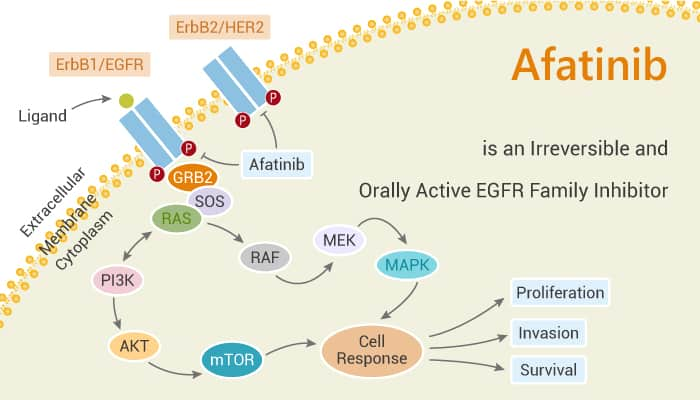 ErbB2/HER2
Afatinib
ErbB1/EGFR
Ligand
P
P
P
P
is an Irreversible and
Orally Active EGFR Family Inhibitor
Afatinib
GRB2
SOS
RAS
Extracellular
Membrane
Cytoplasm
RAF
MEK
MAPK
PI3K
Proliferation
AKT
mTOR
Cell
Response
Invasion
Survival